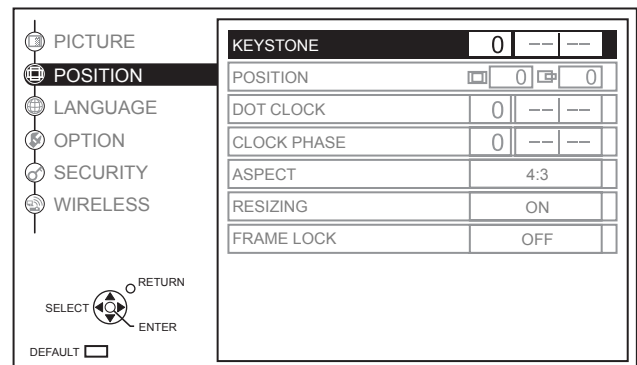 PICTURE
POSITION
LANGUAGE
OPTION
SECURITY
WIRELESS
RETURN
SELECT
ENTER
DEFAULT
KEYSTONE 0
POSITION 0 0
DOT CLOCK 0
CLOCK PHASE 0
ASPECT 4:3
RESIZING ON
FRAME LOCK OFF